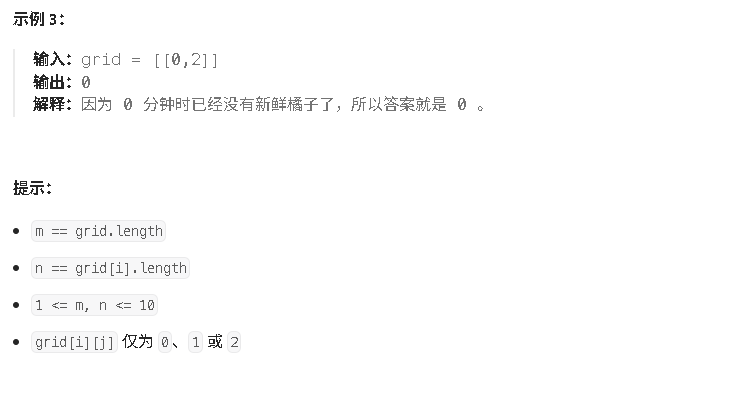 示例 3：
输入：grid = [[0,2]]
输出：0
解释：因为 0 分钟时已经没有新鲜橘子了，所以答案就是 0 。
提示：
m == grid.length
n == grid[i].length
1 <= m, n <= 10
grid[i][j] 仅为 0、1 或 2